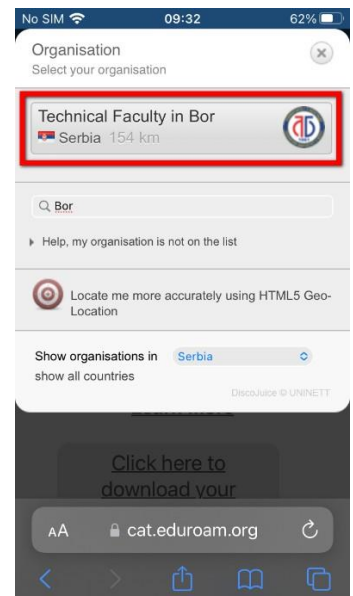 No SIM 09:32 62%
Organisation
Select your organisation
Technical Faculty in Bor
Serbia 154 km
Bor
Help, my organisation is not on the list
Locate me more accurately using HTML5 Geo-
Location
Show organisations in Serbia
show all countries
DiscoJuice © UNINETT
Click here to
download your
AA cat.eduroam.org